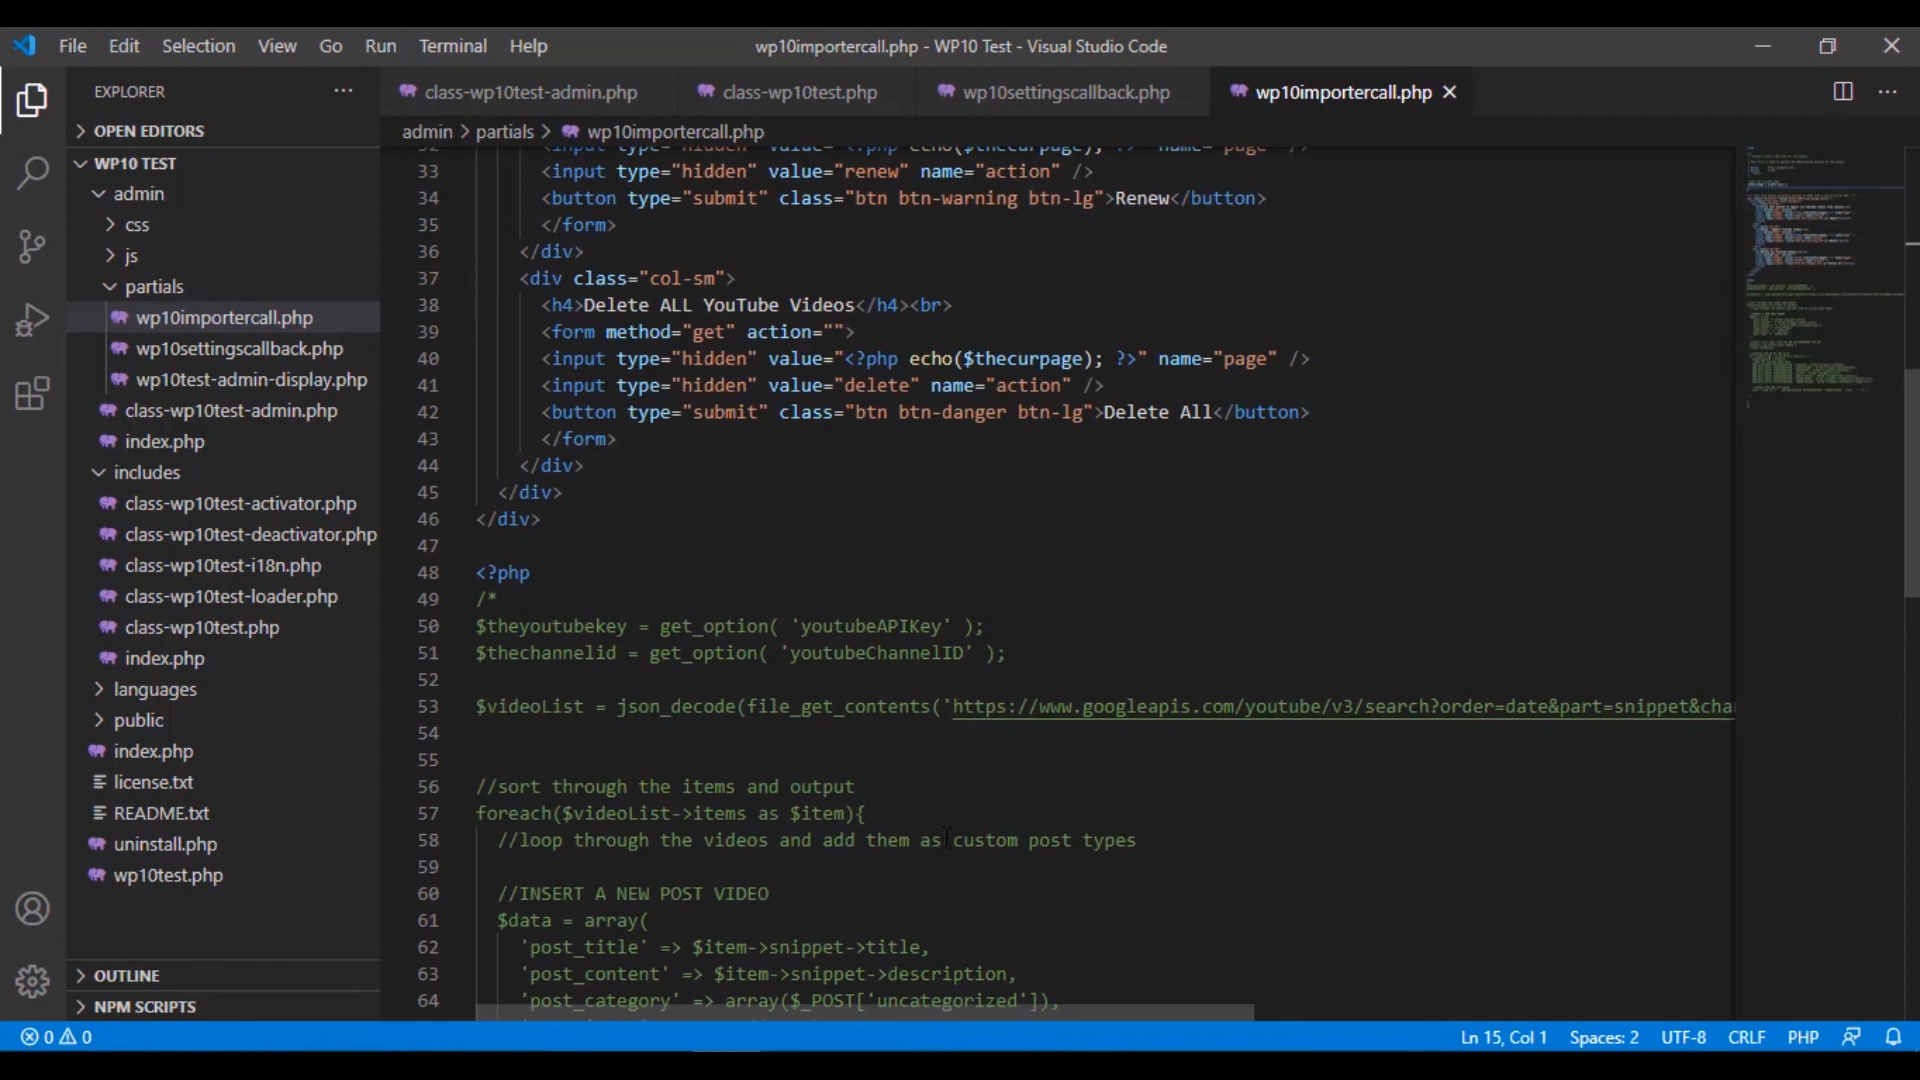 File Edit Selection View Go Run Terminal Help wp10importercall.php - WP10 Test - Visual Studio Code
EXPLORER ···
class-wp10test-admin.php class-wp10test.php wp10settingscallback.php wp10importercall.php
admin > partials > wp10importercall.php
OPEN EDITORS
WP10 TEST
admin
css
js
partials
wp10importercall.php
wp10settingscallback.php
wp10test-admin-display.php
class-wp10test-admin.php
index.php
includes
class-wp10test-activator.php
class-wp10test-deactivator.php
class-wp10test-i18n.php
class-wp10test-loader.php
class-wp10test.php
index.php
languages
public
index.php
license.txt
README.txt
uninstall.php
wp10test.php
OUTLINE
NPM SCRIPTS
32 <input type="hidden" value="<?php echo($thecurpage); ?>" name="page" />
33 <input type="hidden" value="renew" name="action" />
34 <button type="submit" class="btn btn-warning btn-lg">Renew</button>
35 </form>
36 </div>
37 <div class="col-sm">
38 <h4>Delete ALL YouTube Videos</h4><br>
39 <form method="get" action="">
40 <input type="hidden" value="<?php echo($thecurpage); ?>" name="page" />
41 <input type="hidden" value="delete" name="action" />
42 <button type="submit" class="btn btn-danger btn-lg">Delete All</button>
43 </form>
44 </div>
45 </div>
46 </div>
47
48 <?php
49 /*
50 $theyoutubekey = get_option( 'youtubeAPIKey' );
51 $thechannelid = get_option( 'youtubeChannelID' );
52
53 $videoList = json_decode(file_get_contents('https://www.googleapis.com/youtube/v3/search?order=date&part=snippet&cha
54
55
56 //sort through the items and output
57 foreach($videoList->items as $item){
58 //loop through the videos and add them as custom post types
59
60 //INSERT A NEW POST VIDEO
61 $data = array(
62 'post_title' => $item->snippet->title,
63 'post_content' => $item->snippet->description,
64 'post_category' => array($_POST['uncategorized']),
0 0 Ln 15, Col 1 Spaces: 2 UTF-8 CRLF PHP